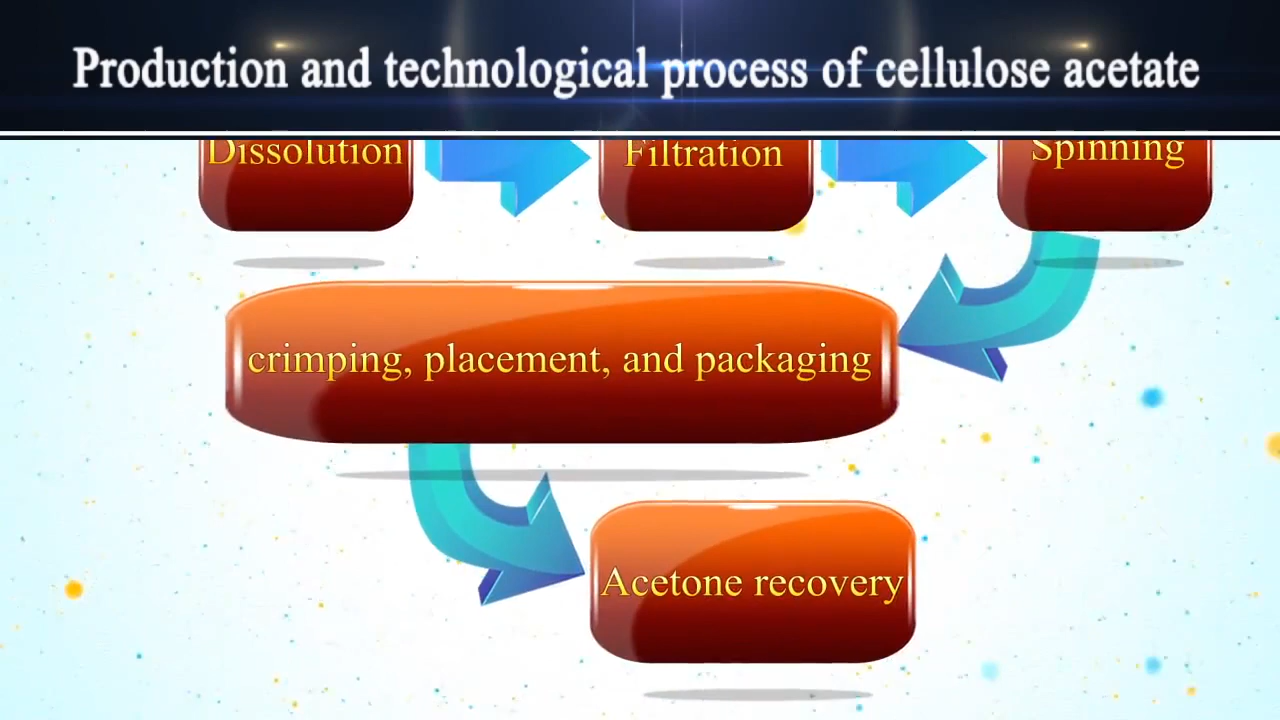 Production and technological process of cellulose acetate
Dissolution
Filtration
Spinning
crimping, placement, and packaging
Acetone recovery